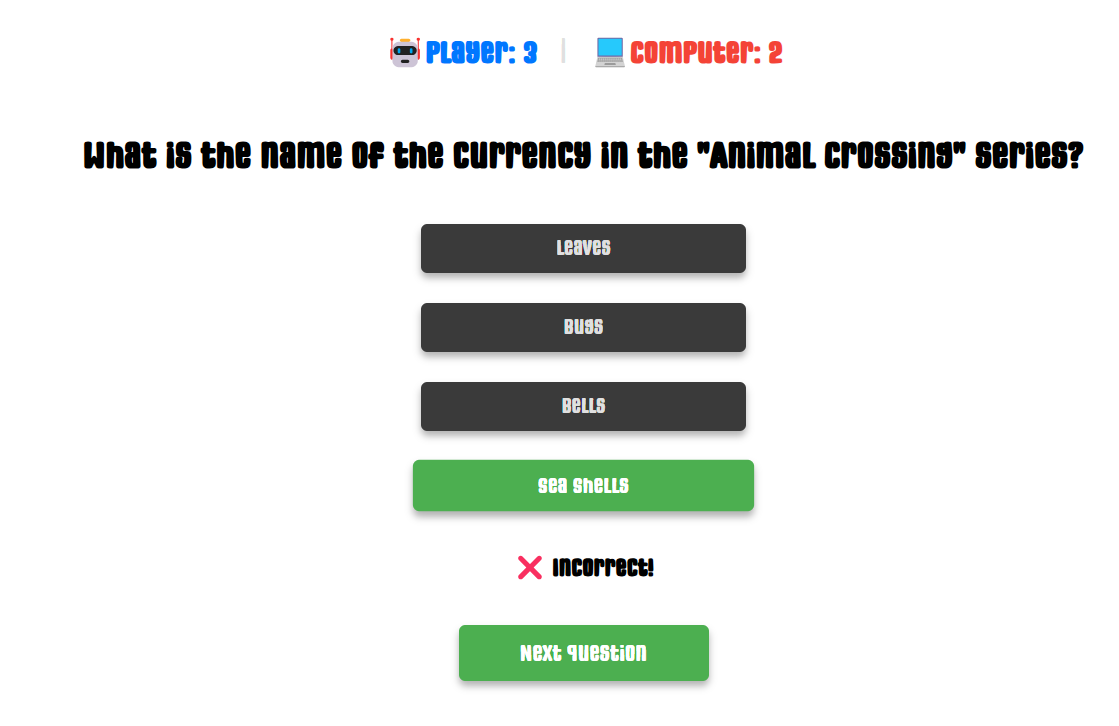 Player: 3 | Computer: 2
What is the name of the currency in the "Animal Crossing" series?
Leaves
Bugs
Bells
Sea Shells
Incorrect!
Next Question